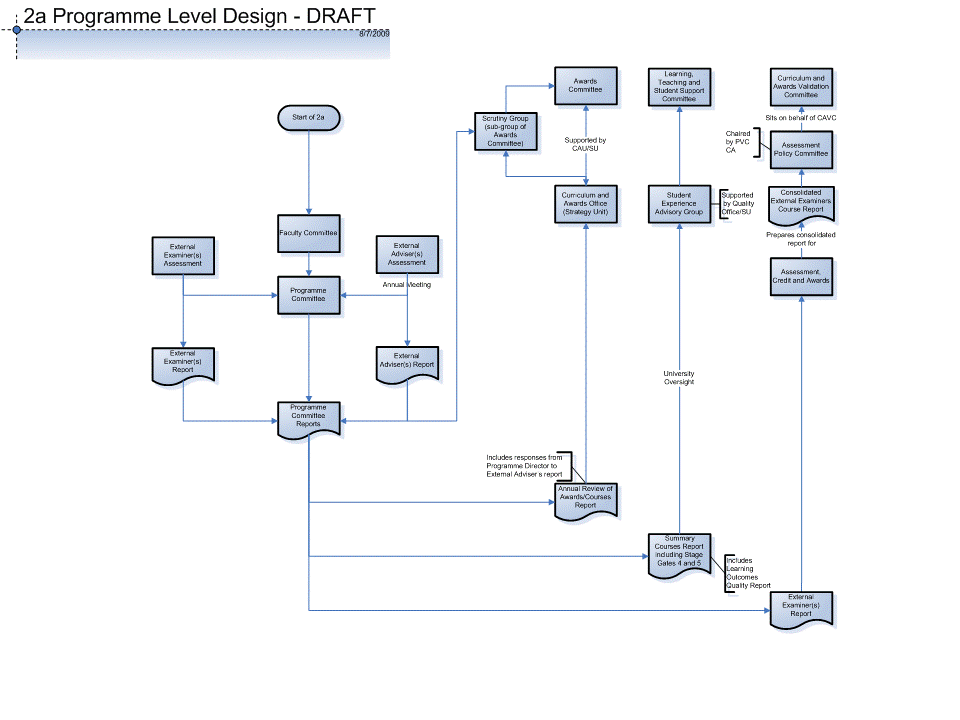 2a Programme Level Design - DRAFT
8/7/2009
Start of 2a
Faculty Committee
External
Examiner(s)
Assessment
External
Adviser(s)
Assessment
Annual Meeting
Programme
Committee
External
Examiner(s)
Report
External
Adviser(s) Report
Programme
Committee
Reports
Scrutiny Group
(sub-group of
Awards
Committee)
Awards
Committee
Supported by
CAU/SU
Curriculum and
Awards Office
(Strategy Unit)
Includes responses from
Programme Director to
External Adviser's report
Annual Review of
Awards/Courses
Report
Learning,
Teaching and
Student Support
Committee
Student
Experience
Advisory Group
Supported
by Quality
Office/SU
University
Oversight
Summary
Courses Report
including Stage
Gates 4 and 5
Includes
Learning
Outcomes
Quality Report
Curriculum and
Awards Validation
Committee
Sits on behalf of CAVC
Chaired
by PVC
CA
Assessment
Policy Committee
Consolidated
External Examiners
Course Report
Prepares consolidated
report for
Assessment,
Credit and Awards
External
Examiner(s)
Report